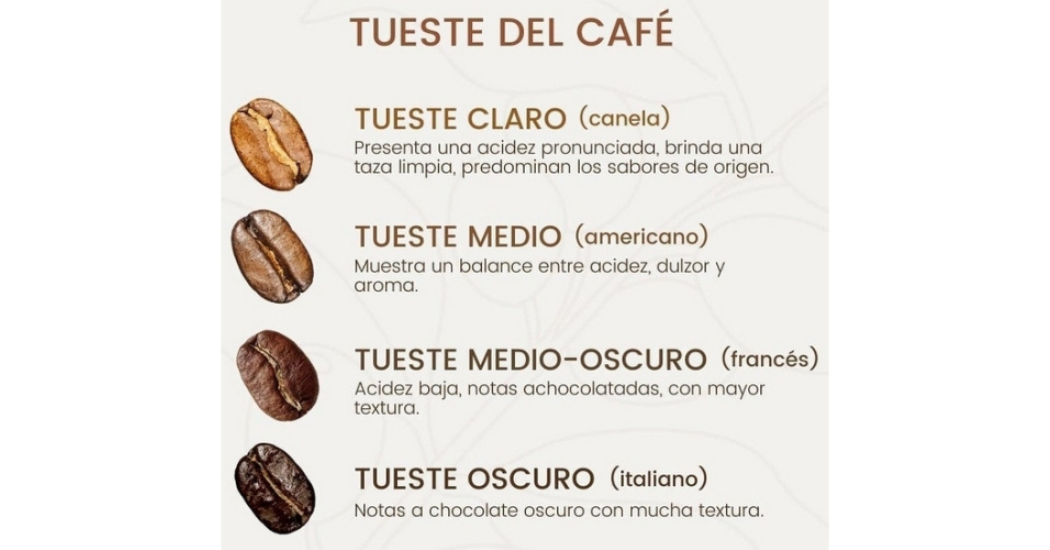 TUESTE DEL CAFÉ
TUESTE CLARO (canela)
Presenta una acidez pronunciada, brinda una
taza limpia, predominan los sabores de origen.
TUESTE MEDIO (americano)
Muestra un balance entre acidez, dulzor y
aroma.
TUESTE MEDIO-OSCURO (francés)
Acidez baja, notas achocolatadas, con mayor
textura.
TUESTE OSCURO (italiano)
Notas a chocolate oscuro con mucha textura.